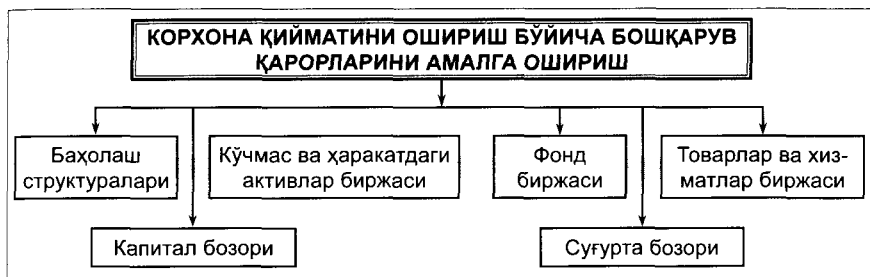 КОРХОНА ҚИЙМАТИНИ ОШИРИШ БЎЙИЧА БОШҚАРУВ
ҚАРОРЛАРИНИ АМАЛГА ОШИРИШ
Баҳолаш
структуралари
Кўчмас ва ҳаракатдаги
активлар биржаси
Фонд
биржаси
Товарлар ва хиз-
матлар биржаси
Капитал бозори
Суғурта бозори